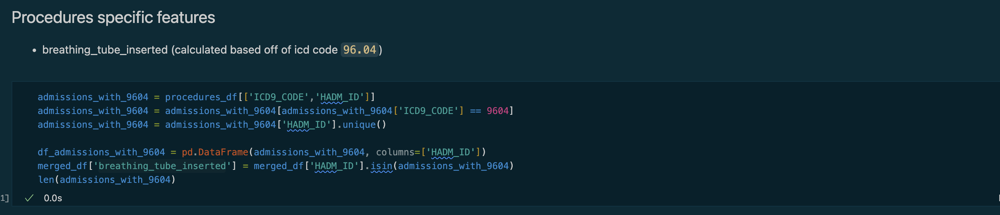 Procedures specific features
• breathing_tube_inserted (calculated based off of icd code 96.04)
admissions_with_9604 = procedures_df[['ICD9_CODE','HADM_ID']]
admissions_with_9604 = admissions_with_9604[admissions_with_9604['ICD9_CODE'] == 9604]
admissions_with_9604 = admissions_with_9604['HADM_ID'].unique()
df_admissions_with_9604 = pd.DataFrame(admissions_with_9604, columns=['HADM_ID'])
merged_df['breathing_tube_inserted'] = merged_df['HADM_ID'].isin(admissions_with_9604)
len(admissions_with_9604)
1] ✓ 0.0s